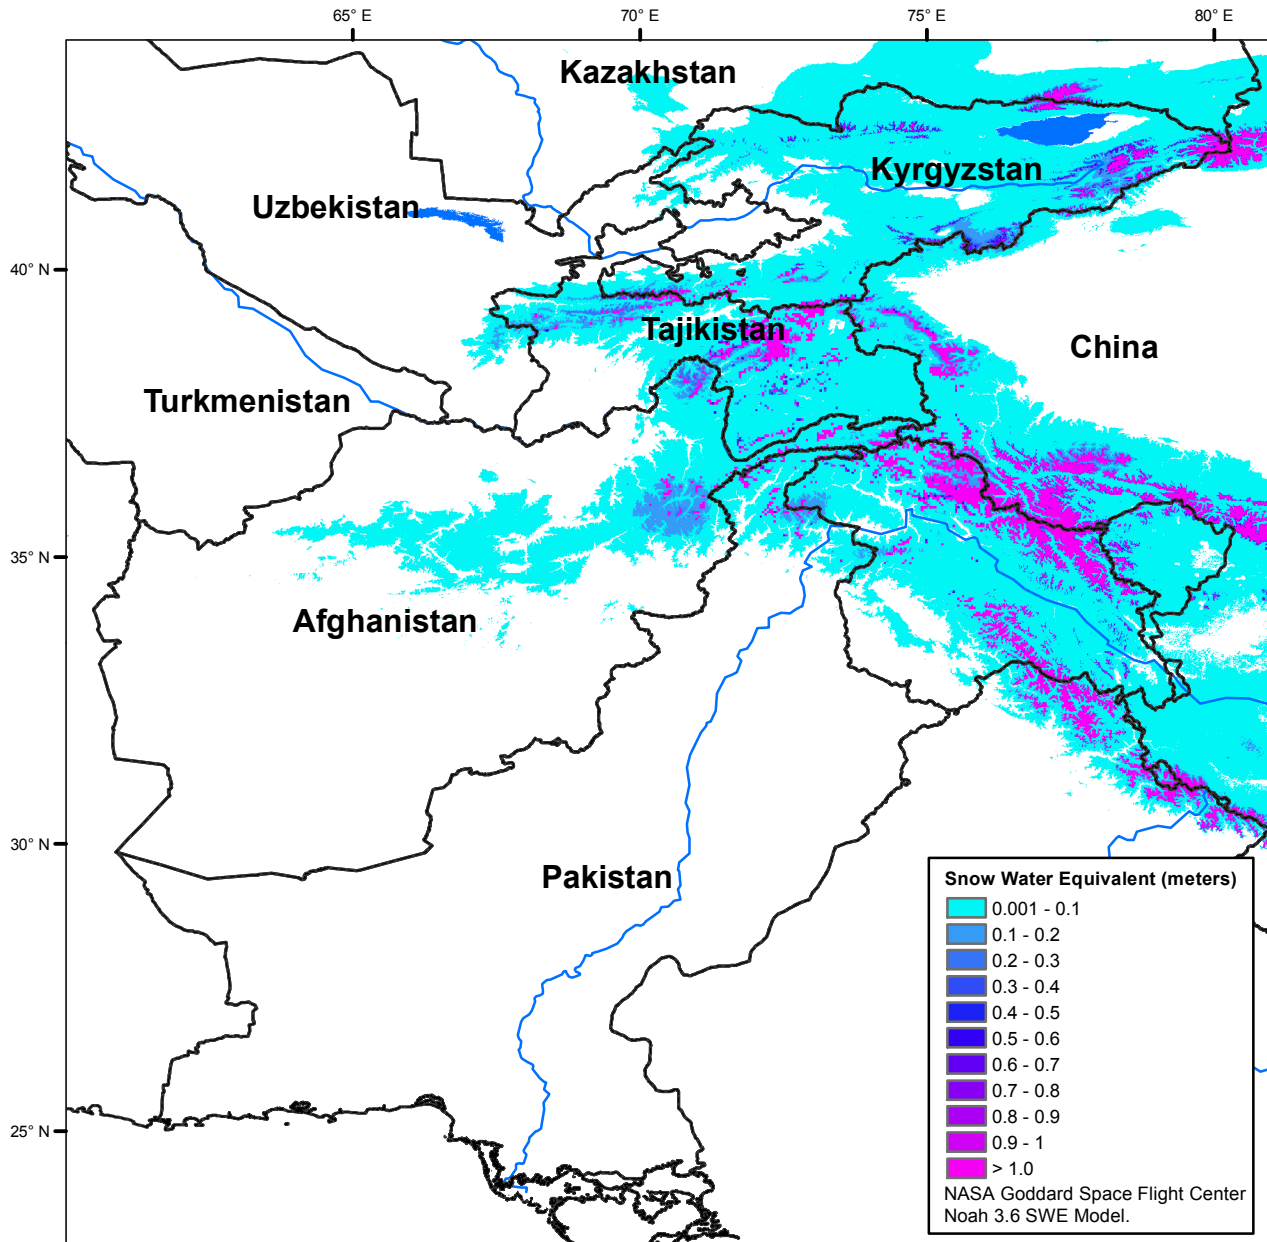 65° E
70° E
75° E
80° E
Kazakhstan
Kyrgyzstan
Uzbekistan
40° N
Tajikistan
China
Turkmenistan
35° N
Afghanistan
30° N
Pakistan
25° N
Snow Water Equivalent (meters)
0.001 - 0.1
0.1 - 0.2
0.2 - 0.3
0.3 - 0.4
0.4 - 0.5
0.5 - 0.6
0.6 - 0.7
0.7 - 0.8
0.8 - 0.9
0.9 - 1
> 1.0
NASA Goddard Space Flight Center
Noah 3.6 SWE Model.